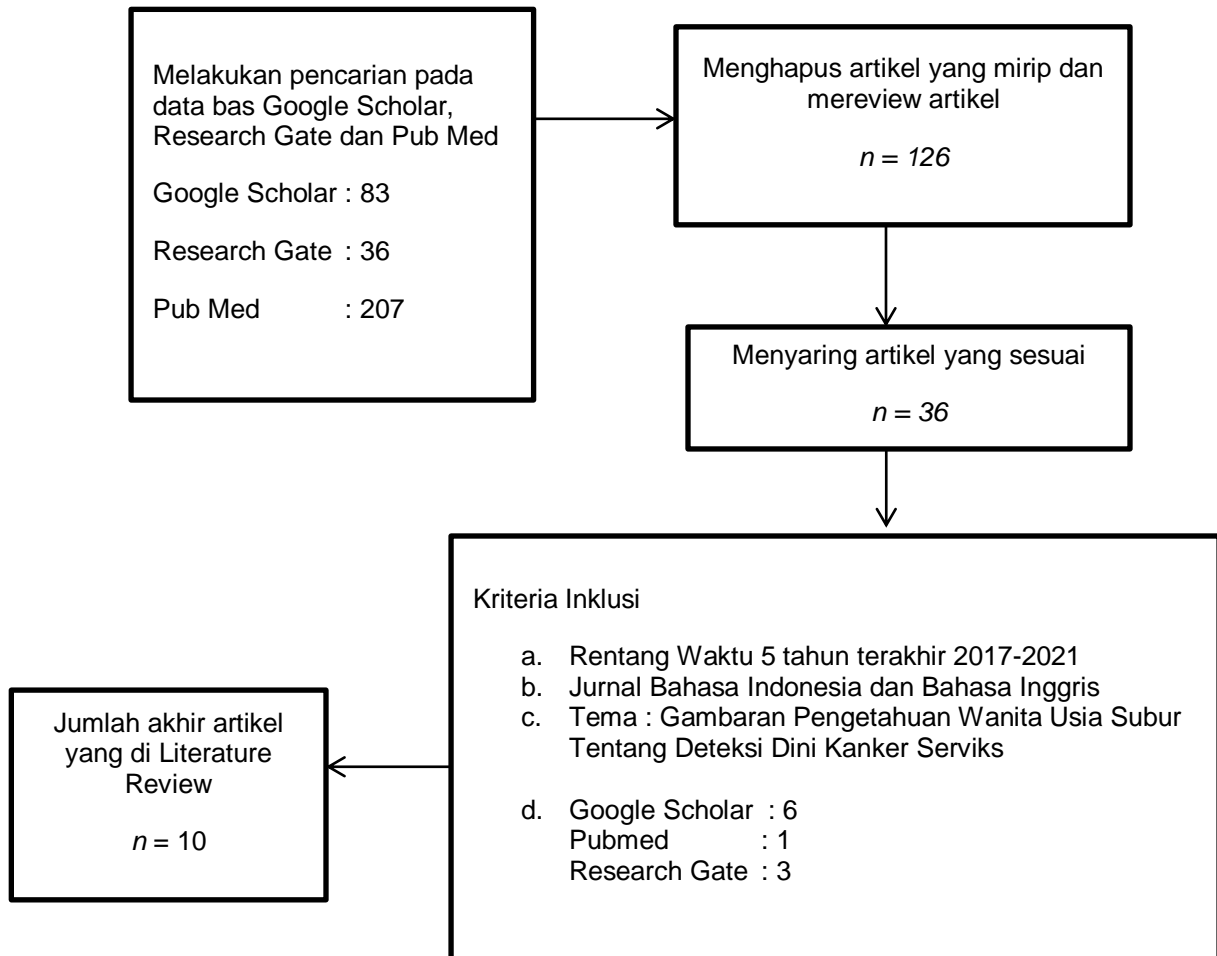 Melakukan pencarian pada
data bas Google Scholar,
Research Gate dan Pub Med
Google Scholar : 83
Research Gate : 36
Pub Med : 207
Menghapus artikel yang mirip dan
mereview artikel
n = 126
Menyaring artikel yang sesuai
n = 36
Kriteria Inklusi
a. Rentang Waktu 5 tahun terakhir 2017-2021
b. Jurnal Bahasa Indonesia dan Bahasa Inggris
c. Tema : Gambaran Pengetahuan Wanita Usia Subur
Tentang Deteksi Dini Kanker Serviks
d. Google Scholar : 6
Pubmed : 1
Research Gate : 3
Jumlah akhir artikel
yang di Literature
Review
n = 10